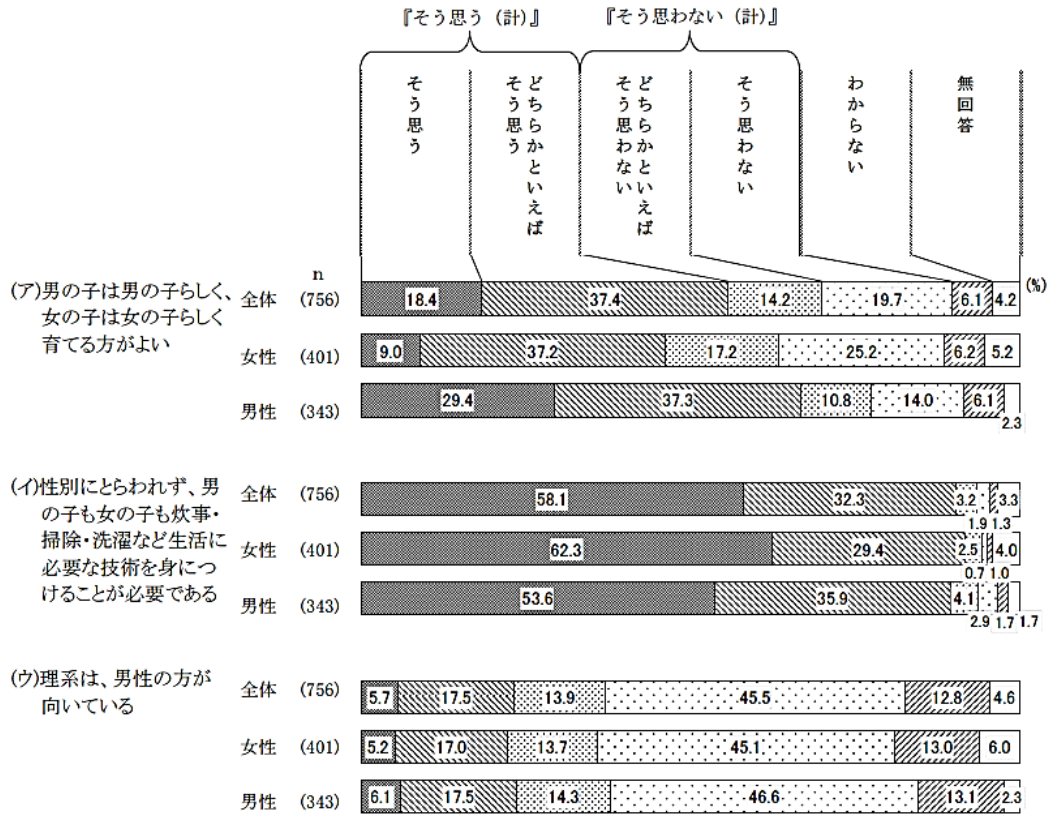 『そう思う（計）』 『そう思わない（計）』
そう思う
どちらかといえば
そう思う
どちらかといえば
そう思わない
そう思わない
わからない
無回答
n
(%)
(ア)男の子は男の子らしく、
女の子は女の子らしく
育てる方がよい
全体 (756) 18.4 37.4 14.2 19.7 6.1 4.2
女性 (401) 9.0 37.2 17.2 25.2 6.2 5.2
男性 (343) 29.4 37.3 10.8 14.0 6.1 2.3
(イ)性別にとらわれず、男
の子も女の子も炊事・
掃除・洗濯など生活に
必要な技術を身につ
けることが必要である
全体 (756) 58.1 32.3 3.2 1.9 1.3 3.3
女性 (401) 62.3 29.4 2.5 0.7 1.0 4.0
男性 (343) 53.6 35.9 4.1 2.9 1.7 1.7
(ウ)理系は、男性の方が
向いている
全体 (756) 5.7 17.5 13.9 45.5 12.8 4.6
女性 (401) 5.2 17.0 13.7 45.1 13.0 6.0
男性 (343) 6.1 17.5 14.3 46.6 13.1 2.3